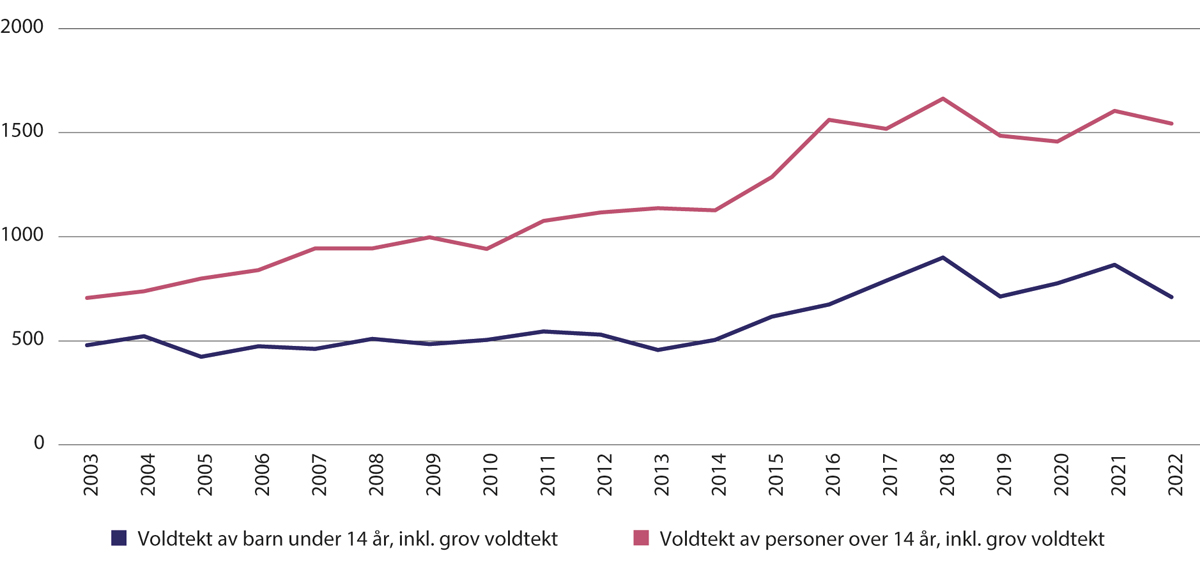 2000
1500
1000
500
0
2003 2004 2005 2006 2007 2008 2009 2010 2011 2012 2013 2014 2015 2016 2017 2018 2019 2020 2021 2022
Voldtekt av barn under 14 år, inkl. grov voldtekt Voldtekt av personer over 14 år, inkl. grov voldtekt